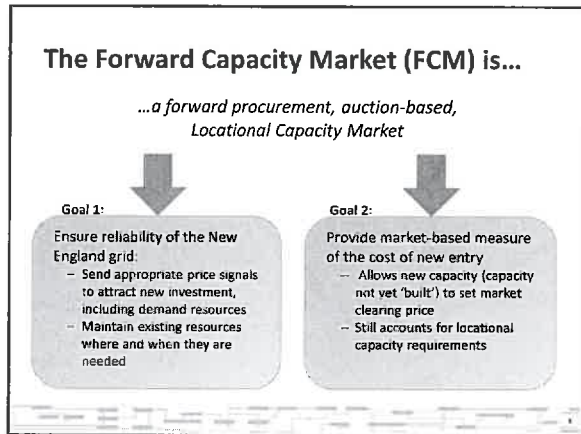 The Forward Capacity Market (FCM) is...
...a forward procurement, auction-based,
Locational Capacity Market
Goal 1:
Ensure reliability of the New
England grid:
– Send appropriate price signals
to attract new investment,
including demand resources
– Maintain existing resources
where and when they are
needed
Goal 2:
Provide market-based measure
of the cost of new entry
– Allows new capacity (capacity
not yet 'built') to set market
clearing price
– Still accounts for locational
capacity requirements